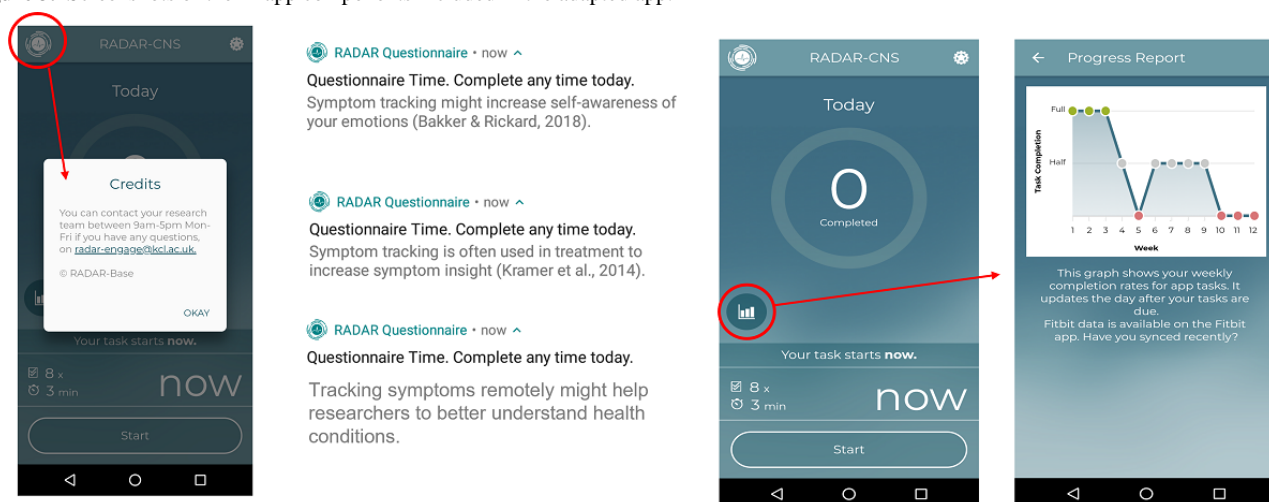 RADAR-CNS
Today
Credits
You can contact your research
team between 9am-5pm Mon-
Fri if you have any questions,
on radar-engage@kcl.ac.uk.
© RADAR-Base
OKAY
Your task starts now.
8 x
3 min
now
Start
RADAR Questionnaire • now
Questionnaire Time. Complete any time today.
Symptom tracking might increase self-awareness of
your emotions (Bakker & Rickard, 2018).
RADAR Questionnaire • now
Questionnaire Time. Complete any time today.
Symptom tracking is often used in treatment to
increase symptom insight (Kramer et al., 2014).
RADAR Questionnaire • now
Questionnaire Time. Complete any time today.
Tracking symptoms remotely might help
researchers to better understand health
conditions.
RADAR-CNS
Today
0
Completed
Your task starts now.
8 x
3 min
now
Start
Progress Report
Task Completion
Full
Half
1 2 3 4 5 6 7 8 9 10 11 12
Week
This graph shows your weekly
completion rates for app tasks. It
updates the day after your tasks are
due.
Fitbit data is available on the Fitbit
app. Have you synced recently?